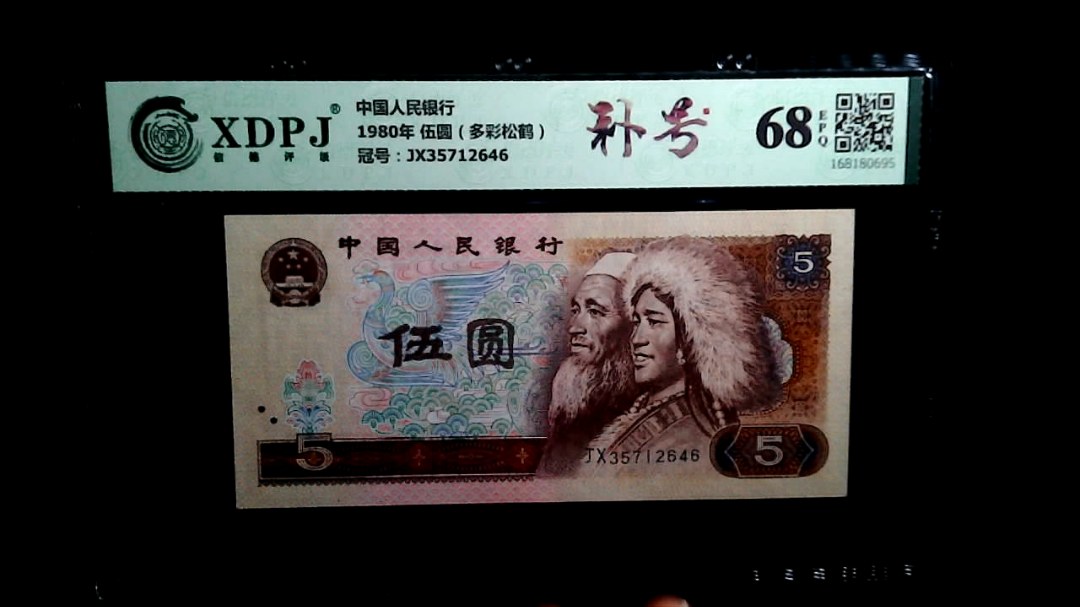 XDPJ®
信德评级
中国人民银行
1980年 伍圆（多彩松鹤）
冠号：JX35712646
补号
68
EPQ
168180695
中国人民银行
5
伍圆
5
JX35712646
5